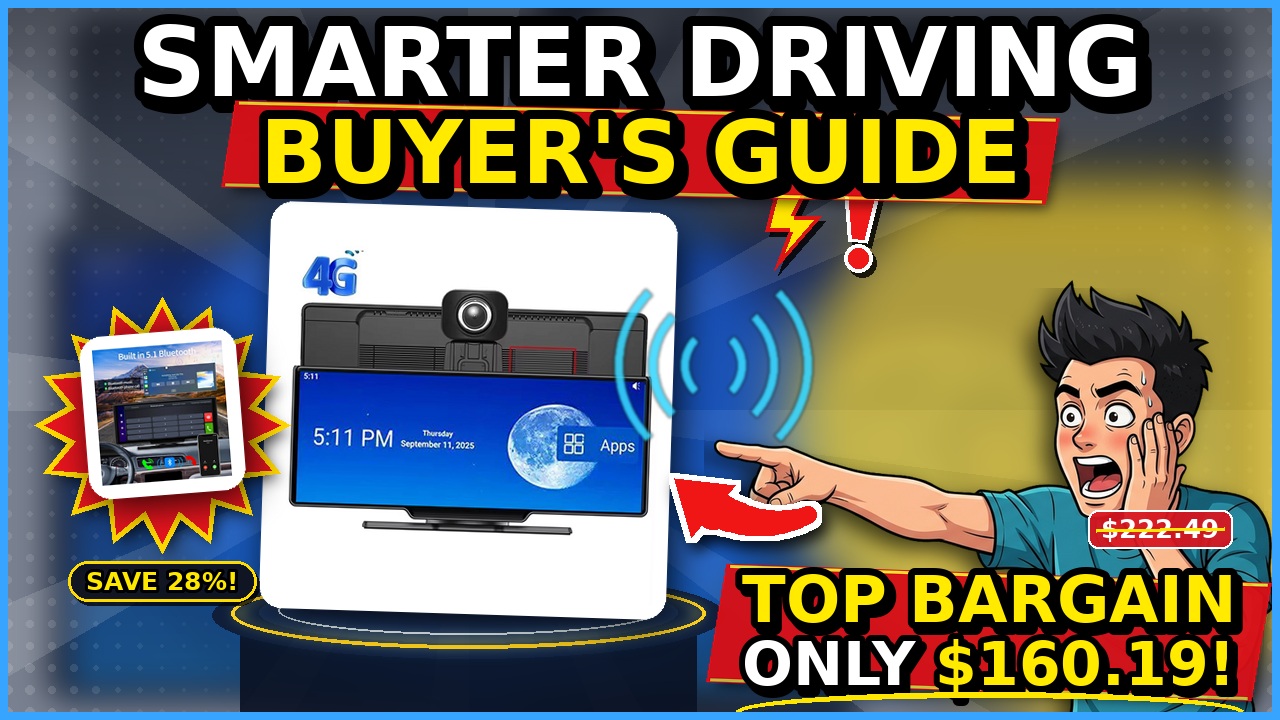 SMARTER DRIVING
BUYER'S GUIDE
4G
5:11
5:11 PM
Thursday
September 11, 2025
Apps
Built in 5.1 Bluetooth
SAVE 28%!
$222.49
TOP BARGAIN
ONLY $160.19!